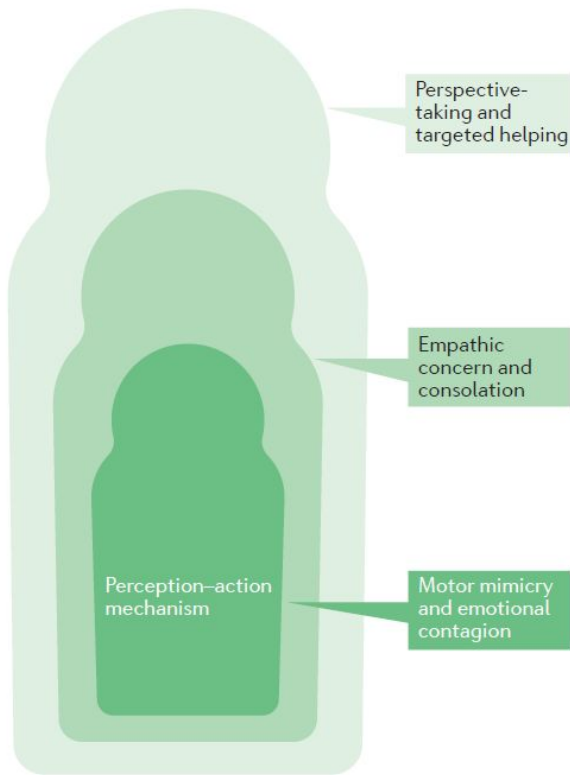 Perspective-
taking and
targeted helping
Empathic
concern and
consolation
Perception–action
mechanism
Motor mimicry
and emotional
contagion